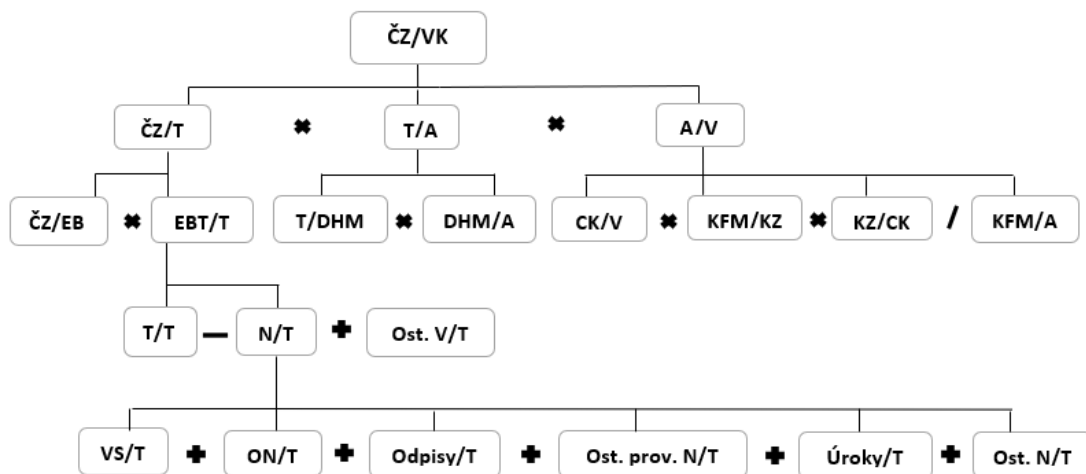 ČZ/VK
ČZ/T ✖ T/A ✖ A/V
ČZ/EB ✖ EBT/T T/DHM ✖ DHM/A CK/V ✖ KFM/KZ ✖ KZ/CK / KFM/A
T/T — N/T ✚ Ost. V/T
VS/T ✚ ON/T ✚ Odpisy/T ✚ Ost. prov. N/T ✚ Úroky/T ✚ Ost. N/T